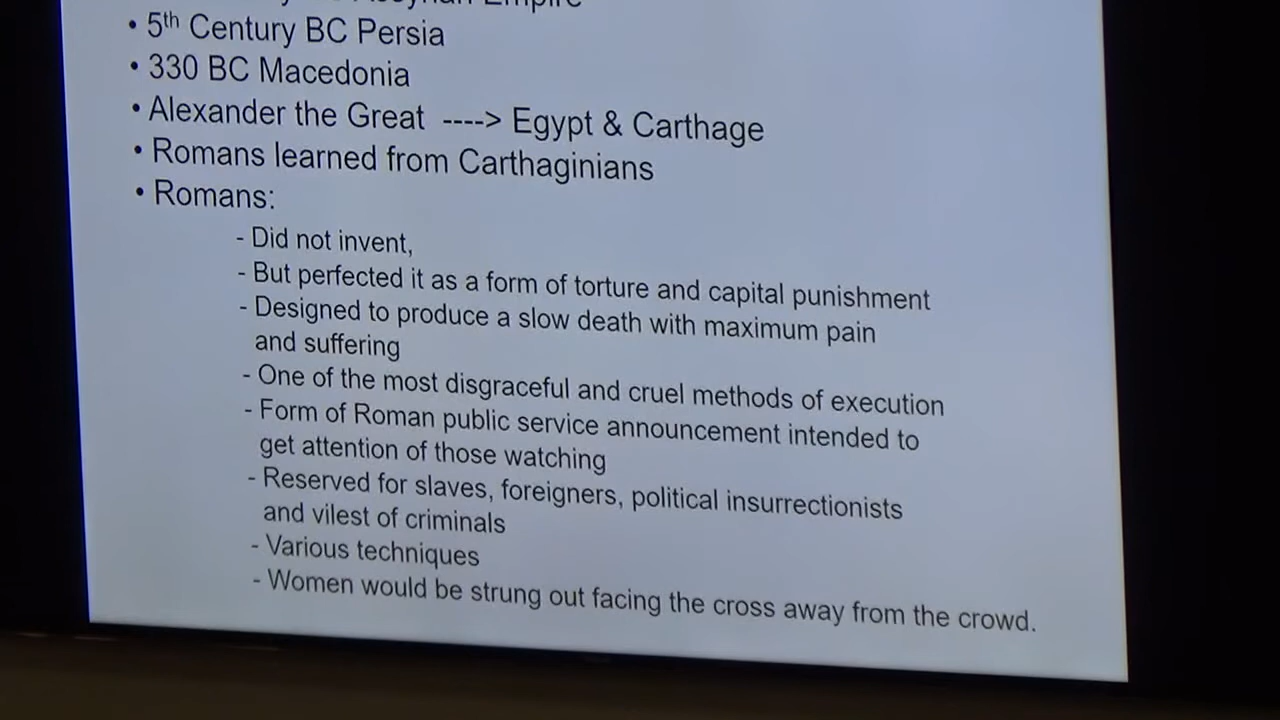 Assyrian Empire
• 5th Century BC Persia
• 330 BC Macedonia
• Alexander the Great ----> Egypt & Carthage
• Romans learned from Carthaginians
• Romans:
- Did not invent,
- But perfected it as a form of torture and capital punishment
- Designed to produce a slow death with maximum pain
and suffering
- One of the most disgraceful and cruel methods of execution
- Form of Roman public service announcement intended to
get attention of those watching
- Reserved for slaves, foreigners, political insurrectionists
and vilest of criminals
- Various techniques
- Women would be strung out facing the cross away from the crowd.